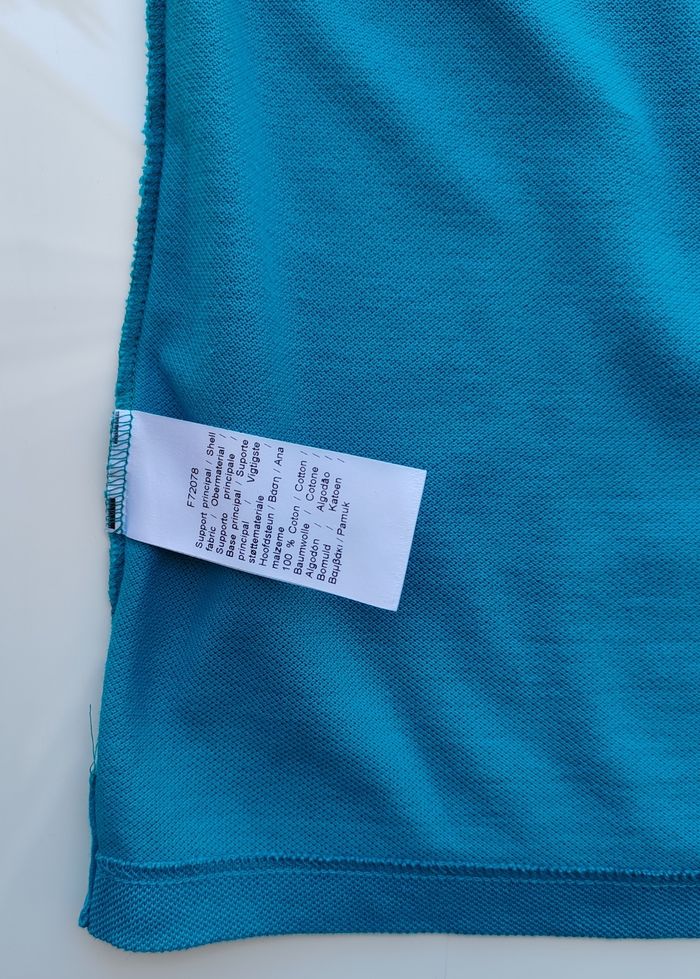 F72078
Support principal / Shell
fabric / Obermaterial /
Supporto principale /
Base principal / Suporte
principal / Vigtigste
støttemateriale /
Hoofdsteun / Βάση / Ana
malzeme
100 % Coton / Cotton /
Baumwolle / Cotone /
Algodón / Algodão /
Bomuld / Katoen /
Βαμβάκι / Pamuk